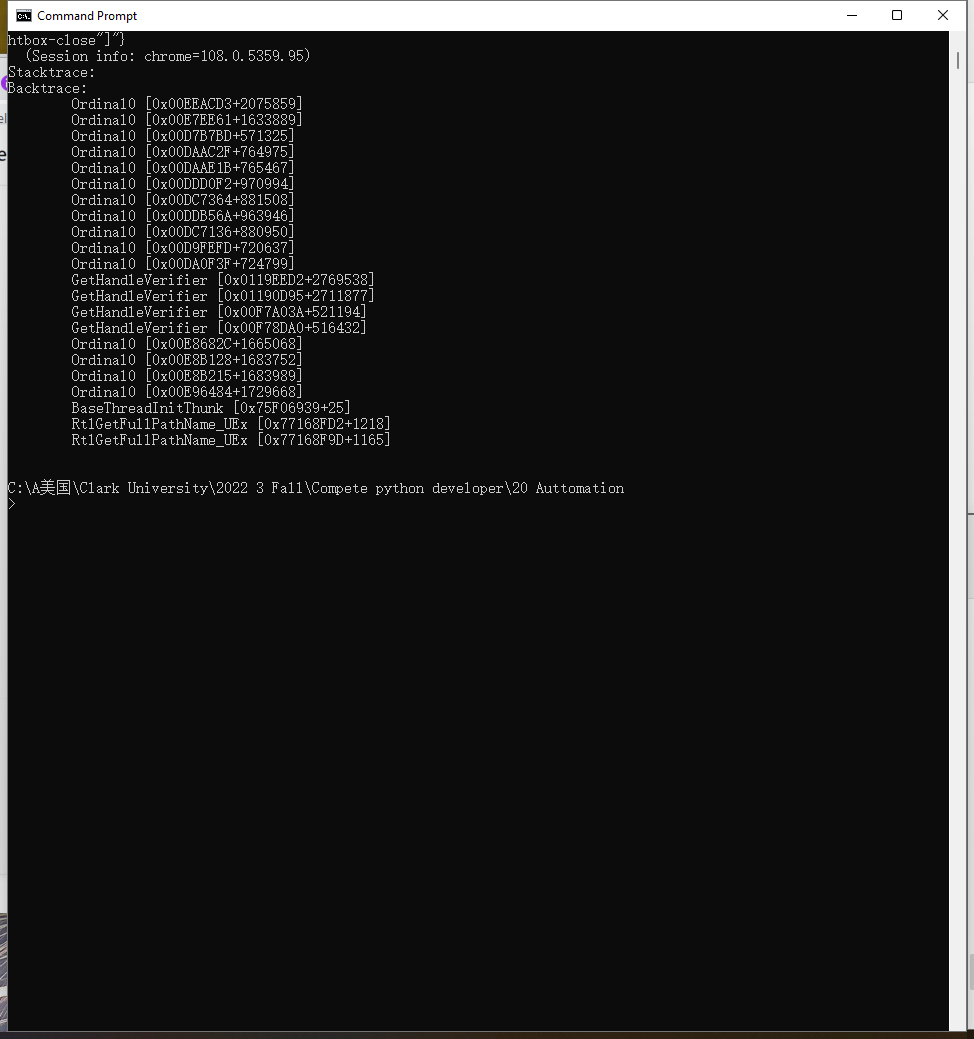 Command Prompt
htbox-close"]"}
(Session info: chrome=108.0.5359.95)
Stacktrace:
Backtrace:
Ordinal0 [0x00EEACD3+2075859]
Ordinal0 [0x00E7EE61+1633889]
Ordinal0 [0x00D7B7BD+571325]
Ordinal0 [0x00DAAC2F+764975]
Ordinal0 [0x00DAAE1B+765467]
Ordinal0 [0x00DDD0F2+970994]
Ordinal0 [0x00DC7364+881508]
Ordinal0 [0x00DDB56A+963946]
Ordinal0 [0x00DC7136+880950]
Ordinal0 [0x00D9FEFD+720637]
Ordinal0 [0x00DA0F3F+724799]
GetHandleVerifier [0x0119EED2+2769538]
GetHandleVerifier [0x01190D95+2711877]
GetHandleVerifier [0x00F7A03A+521194]
GetHandleVerifier [0x00F78DA0+516432]
Ordinal0 [0x00E8682C+1665068]
Ordinal0 [0x00E8B128+1683752]
Ordinal0 [0x00E8B215+1683989]
Ordinal0 [0x00E96484+1729668]
BaseThreadInitThunk [0x75F06939+25]
RtlGetFullPathName_UEx [0x77168FD2+1218]
RtlGetFullPathName_UEx [0x77168F9D+1165]
C:\A美国\Clark University\2022 3 Fall\Compete python developer\20 Auttomation
>